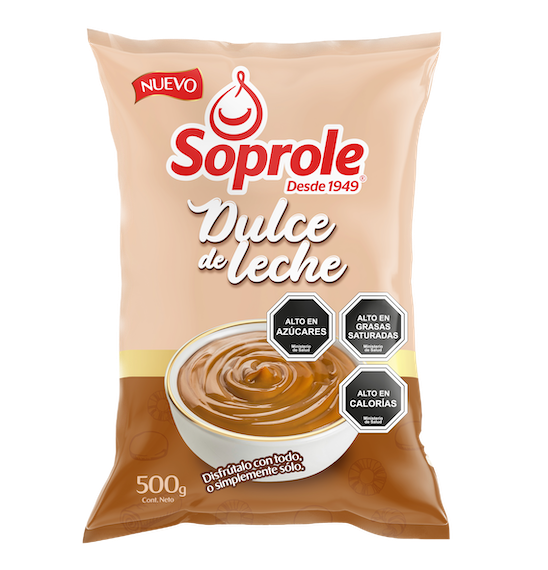 NUEVO
Soprole
Desde 1949®
Dulce
de leche
ALTO EN
AZÚCARES
Ministerio
de Salud
ALTO EN
GRASAS
SATURADAS
Ministerio
de Salud
ALTO EN
CALORÍAS
Ministerio
de Salud
Disfrútalo con todo,
o simplemente sólo.
500g
Cont. Neto